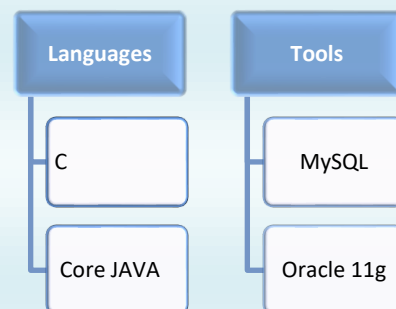 Languages
C
Core JAVA
Tools
MySQL
Oracle 11g